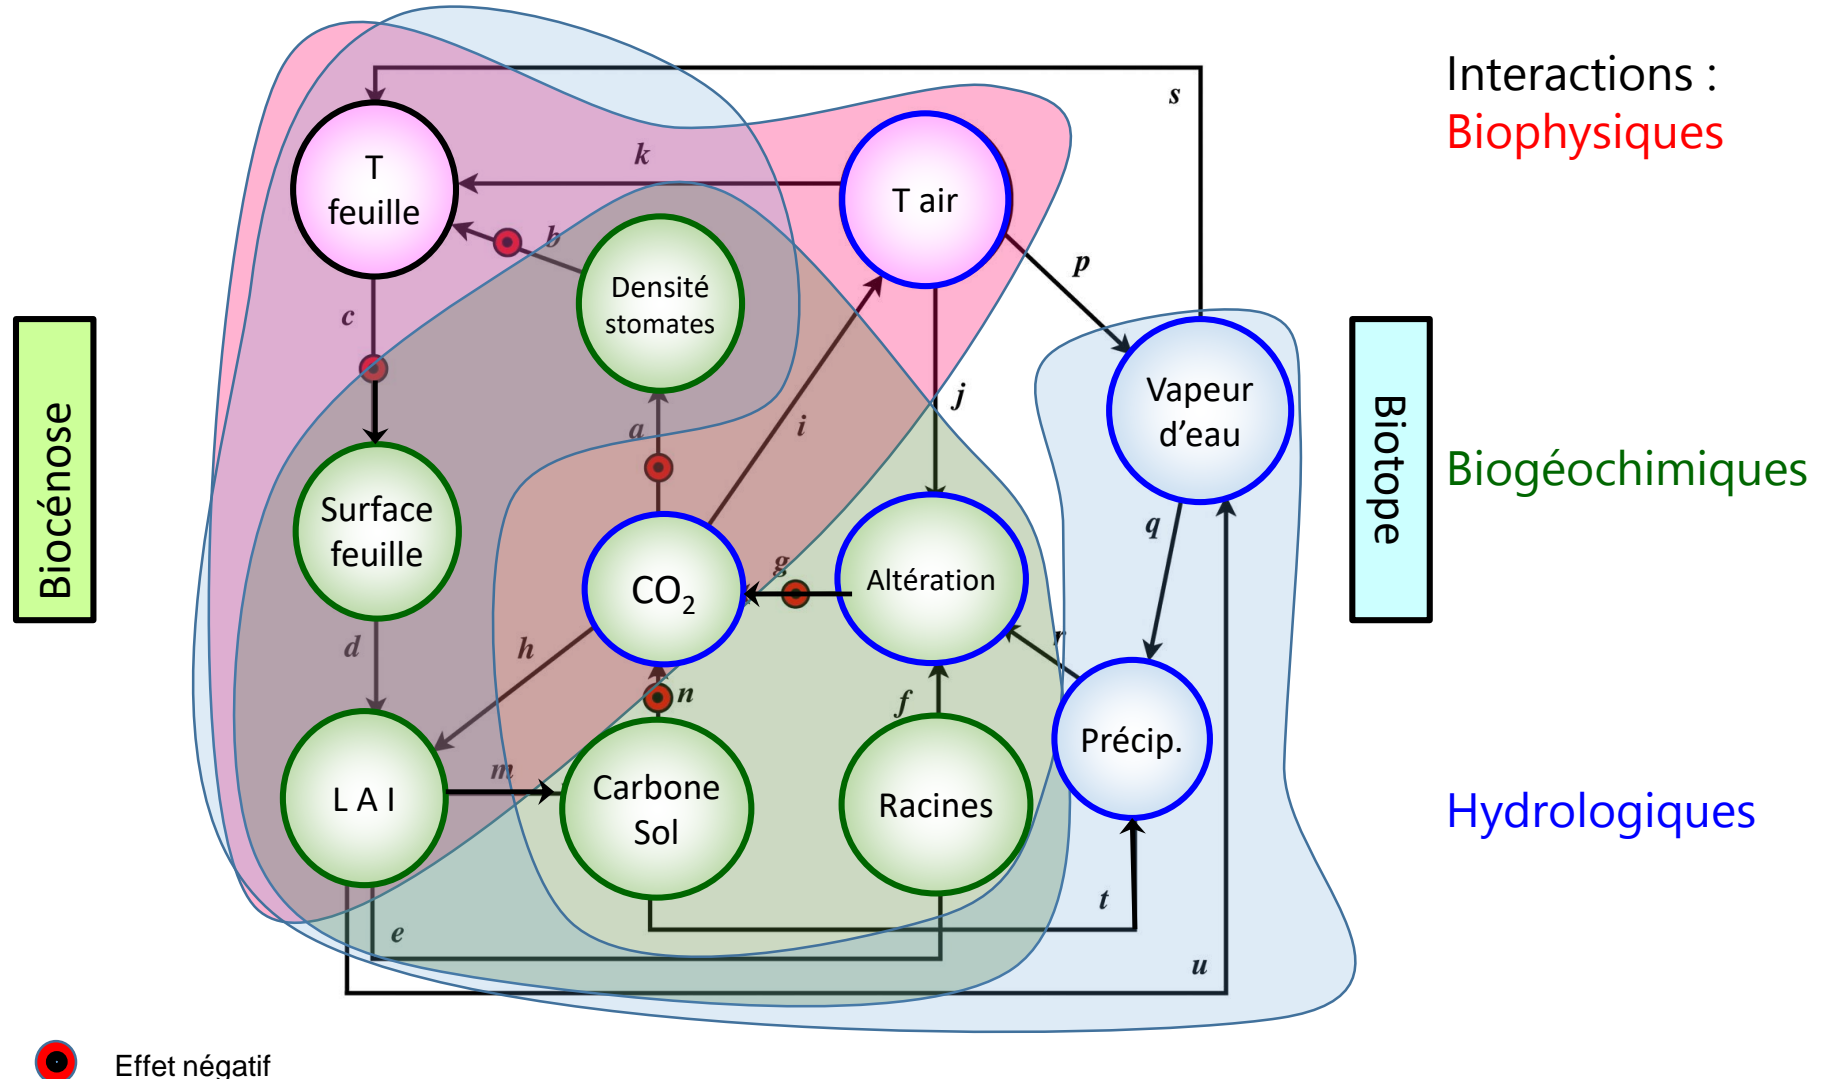 Interactions :
Biophysiques
s
T
feuille
k
T air
b
Densité
stomates
p
c
Vapeur
d'eau
j
a
i
Biocénose
Biotope
Biogéochimiques
Surface
feuille
q
g
CO₂
Altération
d
h
r
n
f
Précip.
L A I
m
Carbone
Sol
Racines
Hydrologiques
t
e
u
Effet négatif